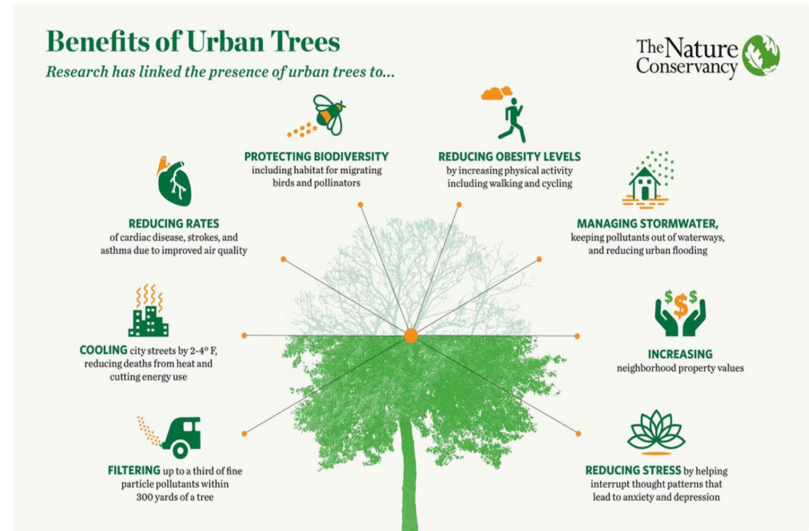 Benefits of Urban Trees
Research has linked the presence of urban trees to...
The Nature
Conservancy
PROTECTING BIODIVERSITY
including habitat for migrating
birds and pollinators
REDUCING OBESITY LEVELS
by increasing physical activity
including walking and cycling
REDUCING RATES
of cardiac disease, strokes, and
asthma due to improved air quality
MANAGING STORMWATER,
keeping pollutants out of waterways,
and reducing urban flooding
COOLING city streets by 2-4° F,
reducing deaths from heat and
cutting energy use
$ $ $
INCREASING
neighborhood property values
FILTERING up to a third of fine
particle pollutants within
300 yards of a tree
REDUCING STRESS by helping
interrupt thought patterns that
lead to anxiety and depression